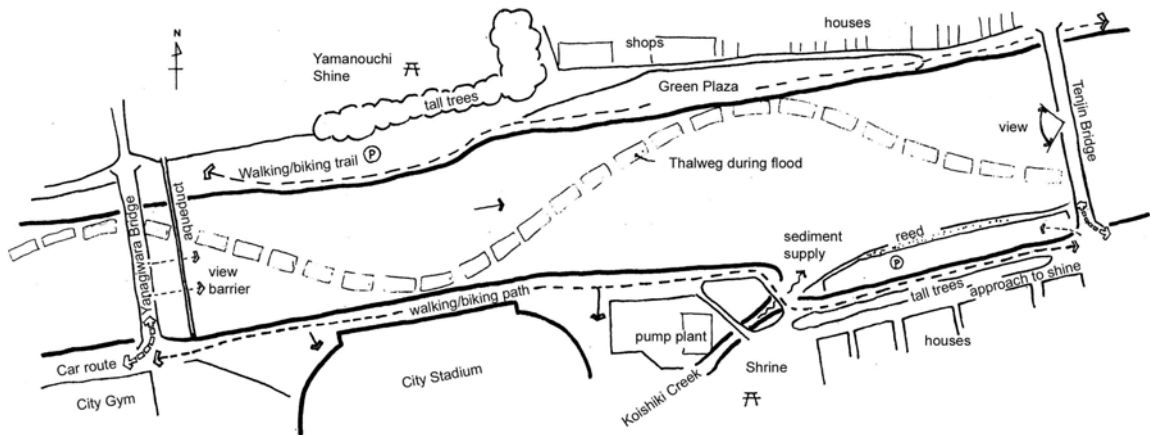 N
Yamanouchi
Shine
tall trees
shops
houses
Green Plaza
Tenjin Bridge
view
Walking/biking trail P
Thalweg during flood
aqueduct
Yanagiwara Bridge
view
barrier
sediment
supply
reed
P
tall trees
approach to shine
houses
walking/biking path
pump plant
Shrine
Koishiki Creek
City Stadium
Car route
City Gym